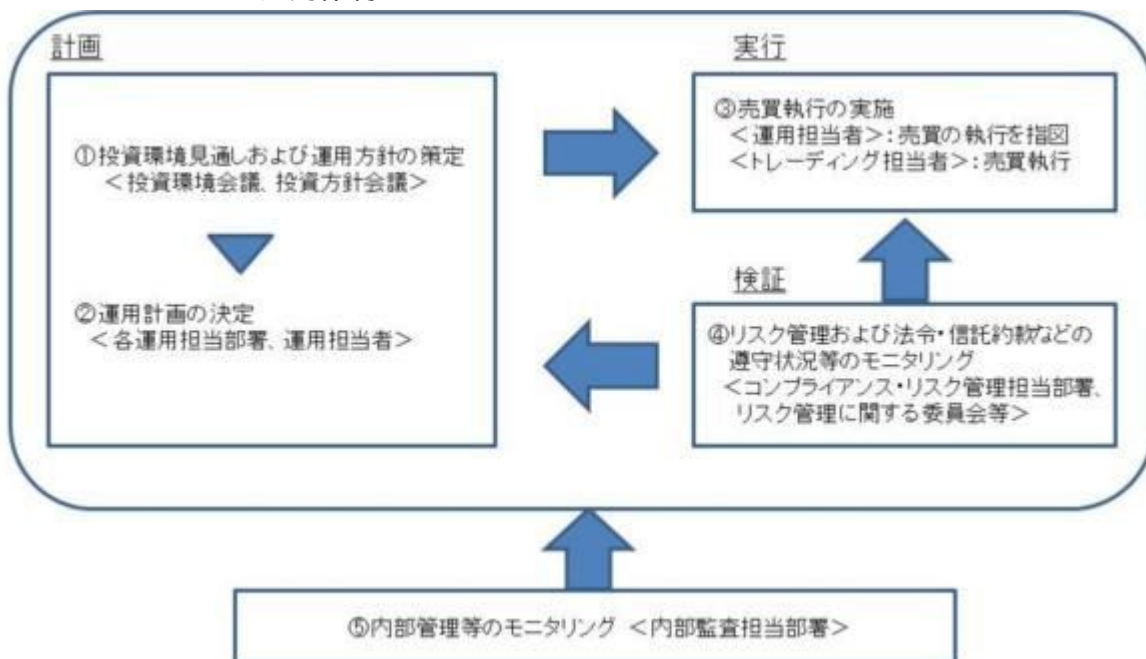 計画
①投資環境見通しおよび運用方針の策定
＜投資環境会議、投資方針会議＞
②運用計画の決定
＜各運用担当部署、運用担当者＞
実行
③売買執行の実施
＜運用担当者＞：売買の執行を指図
＜トレーディング担当者＞：売買執行
検証
④リスク管理および法令・信託約款などの
遵守状況等のモニタリング
＜コンプライアンス・リスク管理担当部署、
リスク管理に関する委員会等＞
⑤内部管理等のモニタリング ＜内部監査担当部署＞